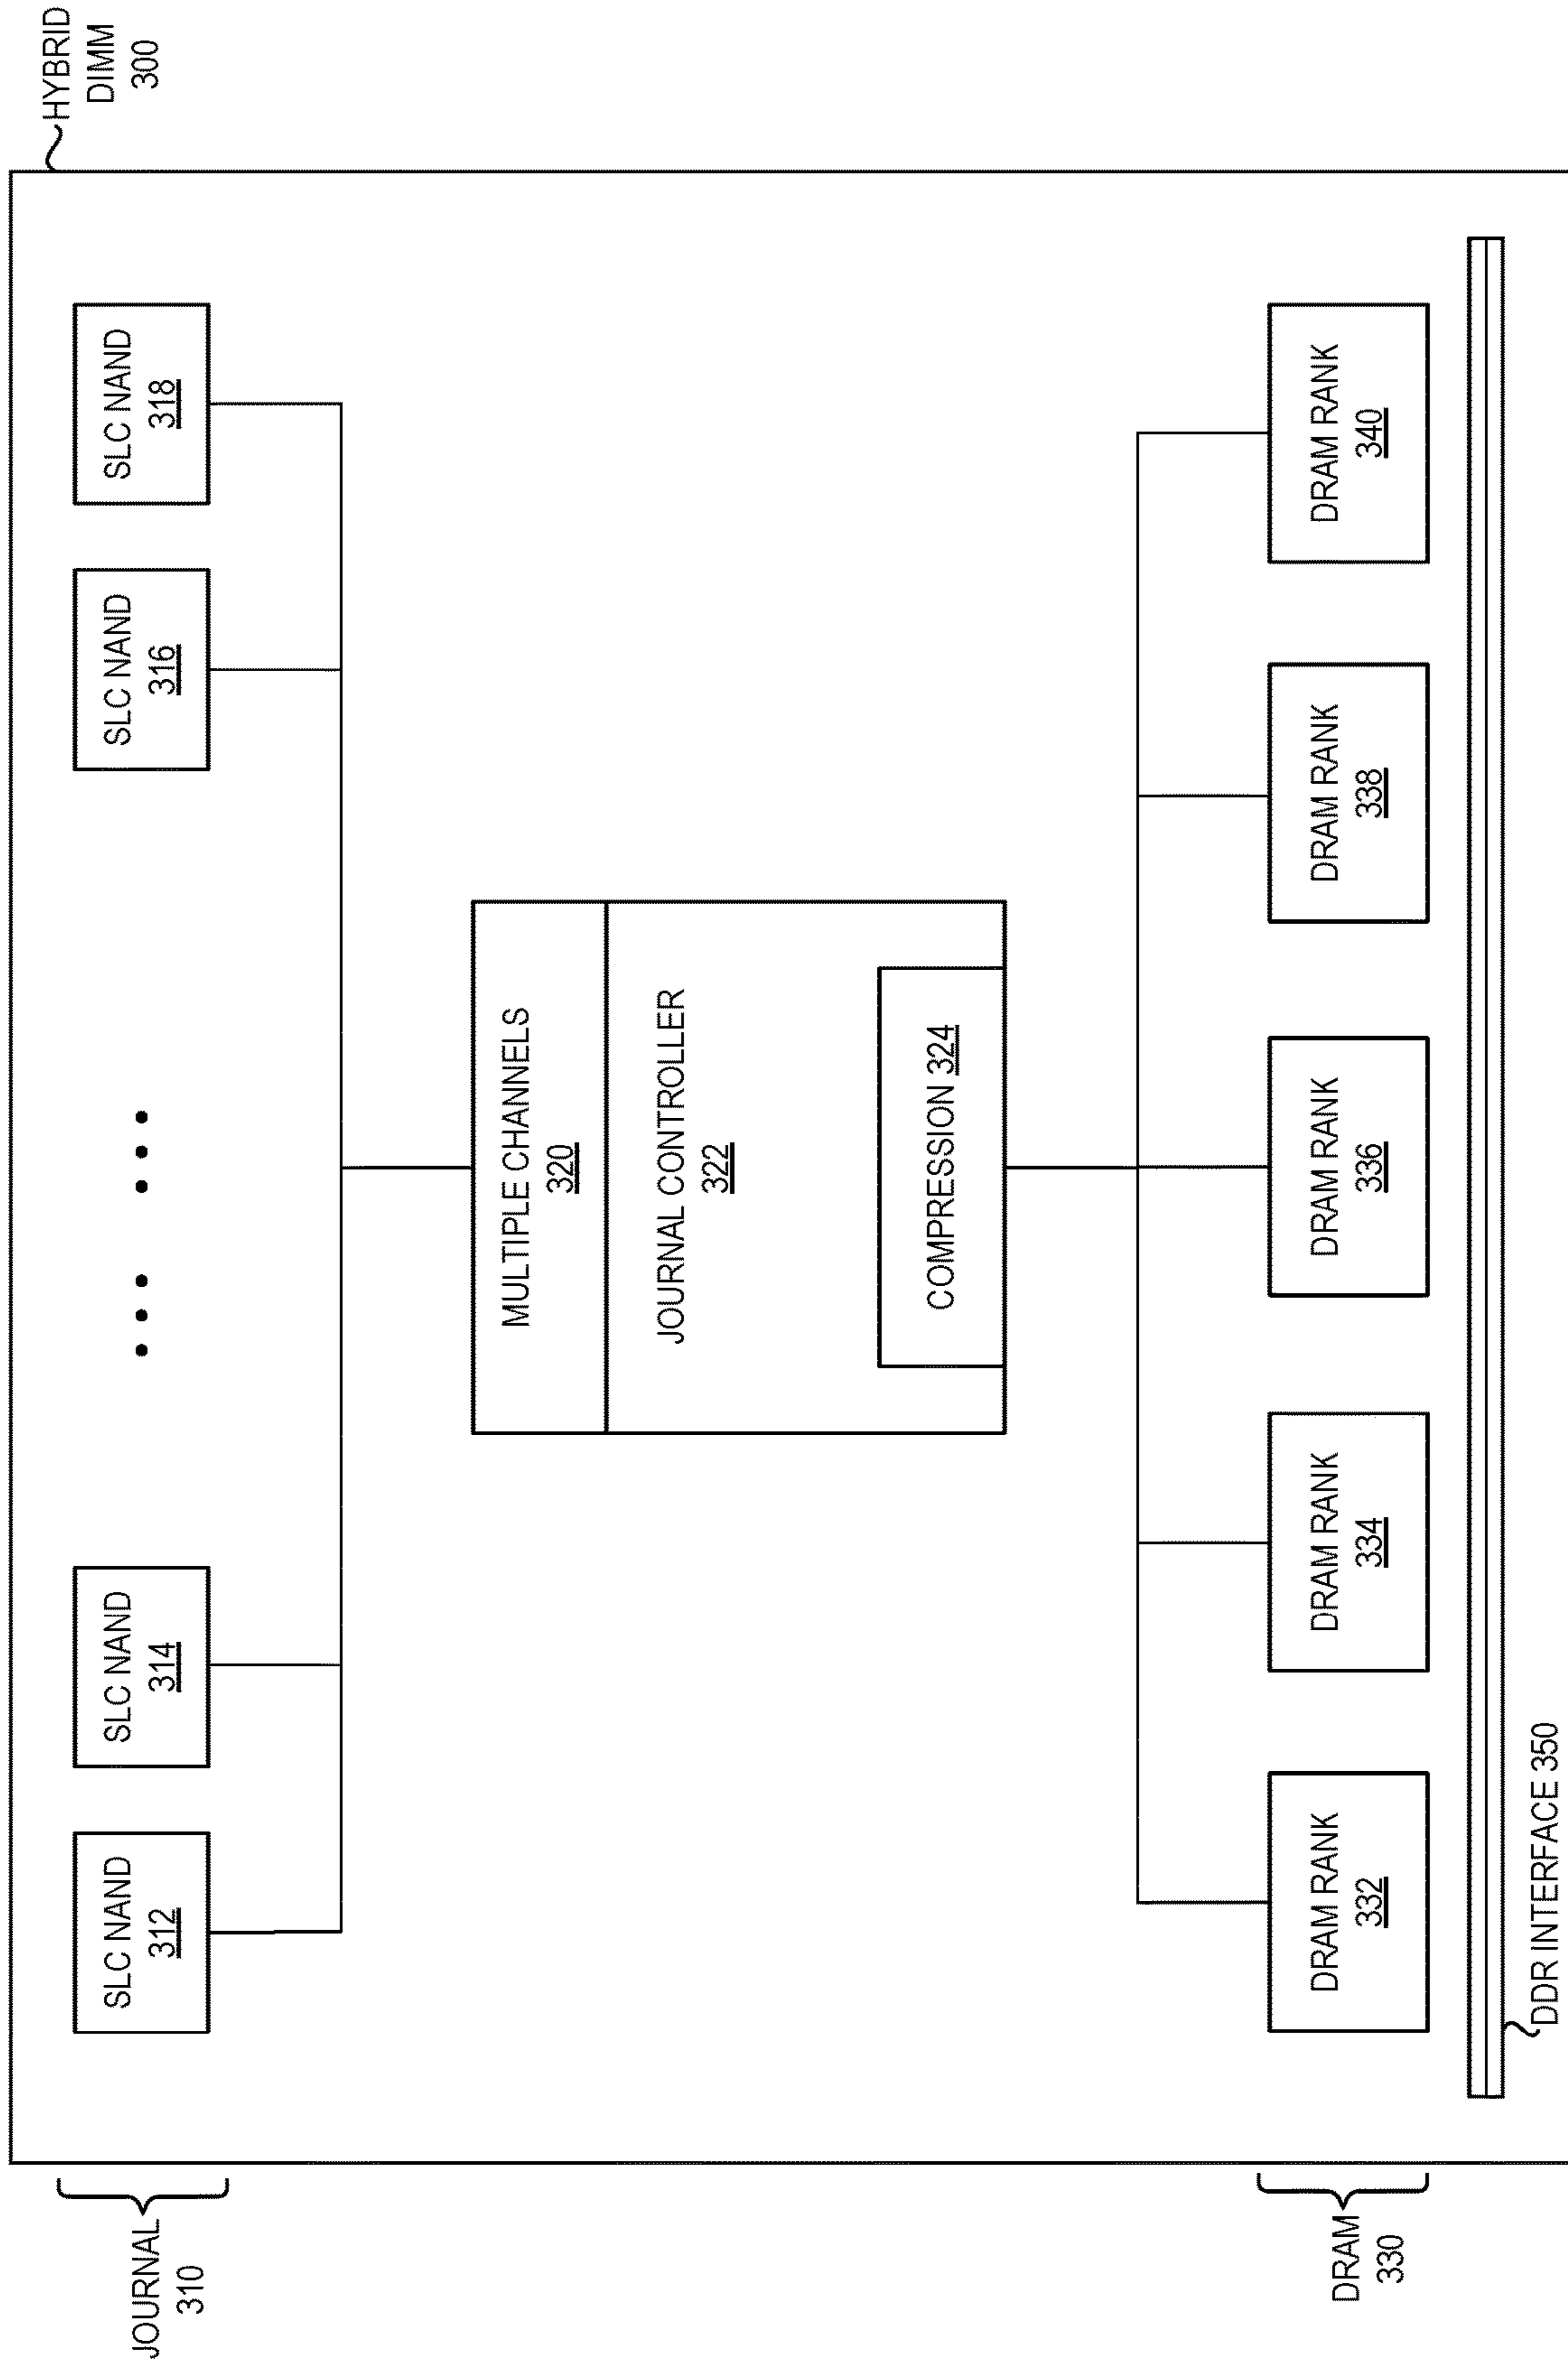 HYBRID
DIMM
300
JOURNAL
310
SLC NAND
312
SLC NAND
314
SLC NAND
316
SLC NAND
318
MULTIPLE CHANNELS
320
JOURNAL CONTROLLER
322
COMPRESSION 324
DRAM
330
DRAM RANK
332
DRAM RANK
334
DRAM RANK
336
DRAM RANK
338
DRAM RANK
340
DDR INTERFACE 350